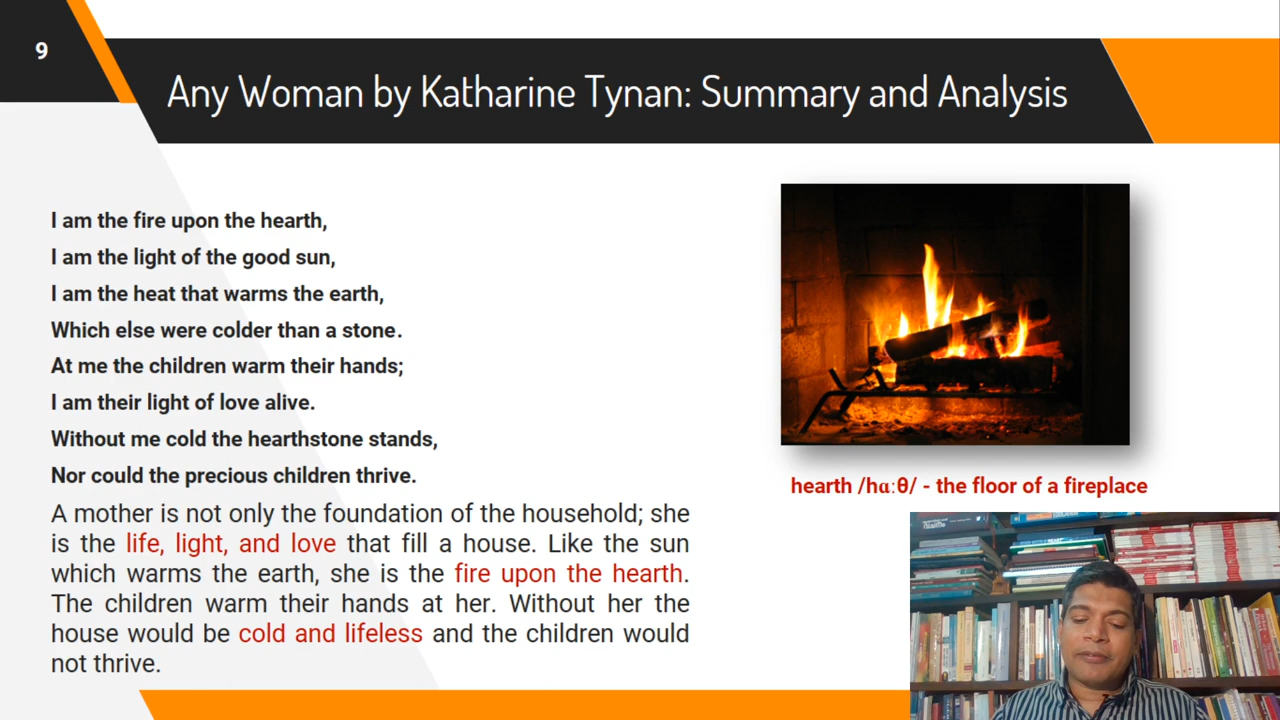 9
Any Woman by Katharine Tynan: Summary and Analysis
I am the fire upon the hearth,
I am the light of the good sun,
I am the heat that warms the earth,
Which else were colder than a stone.
At me the children warm their hands;
I am their light of love alive.
Without me cold the hearthstone stands,
Nor could the precious children thrive.
A mother is not only the foundation of the household; she
is the life, light, and love that fill a house. Like the sun
which warms the earth, she is the fire upon the hearth.
The children warm their hands at her. Without her the
house would be cold and lifeless and the children would
not thrive.
hearth /hɑːθ/ - the floor of a fireplace